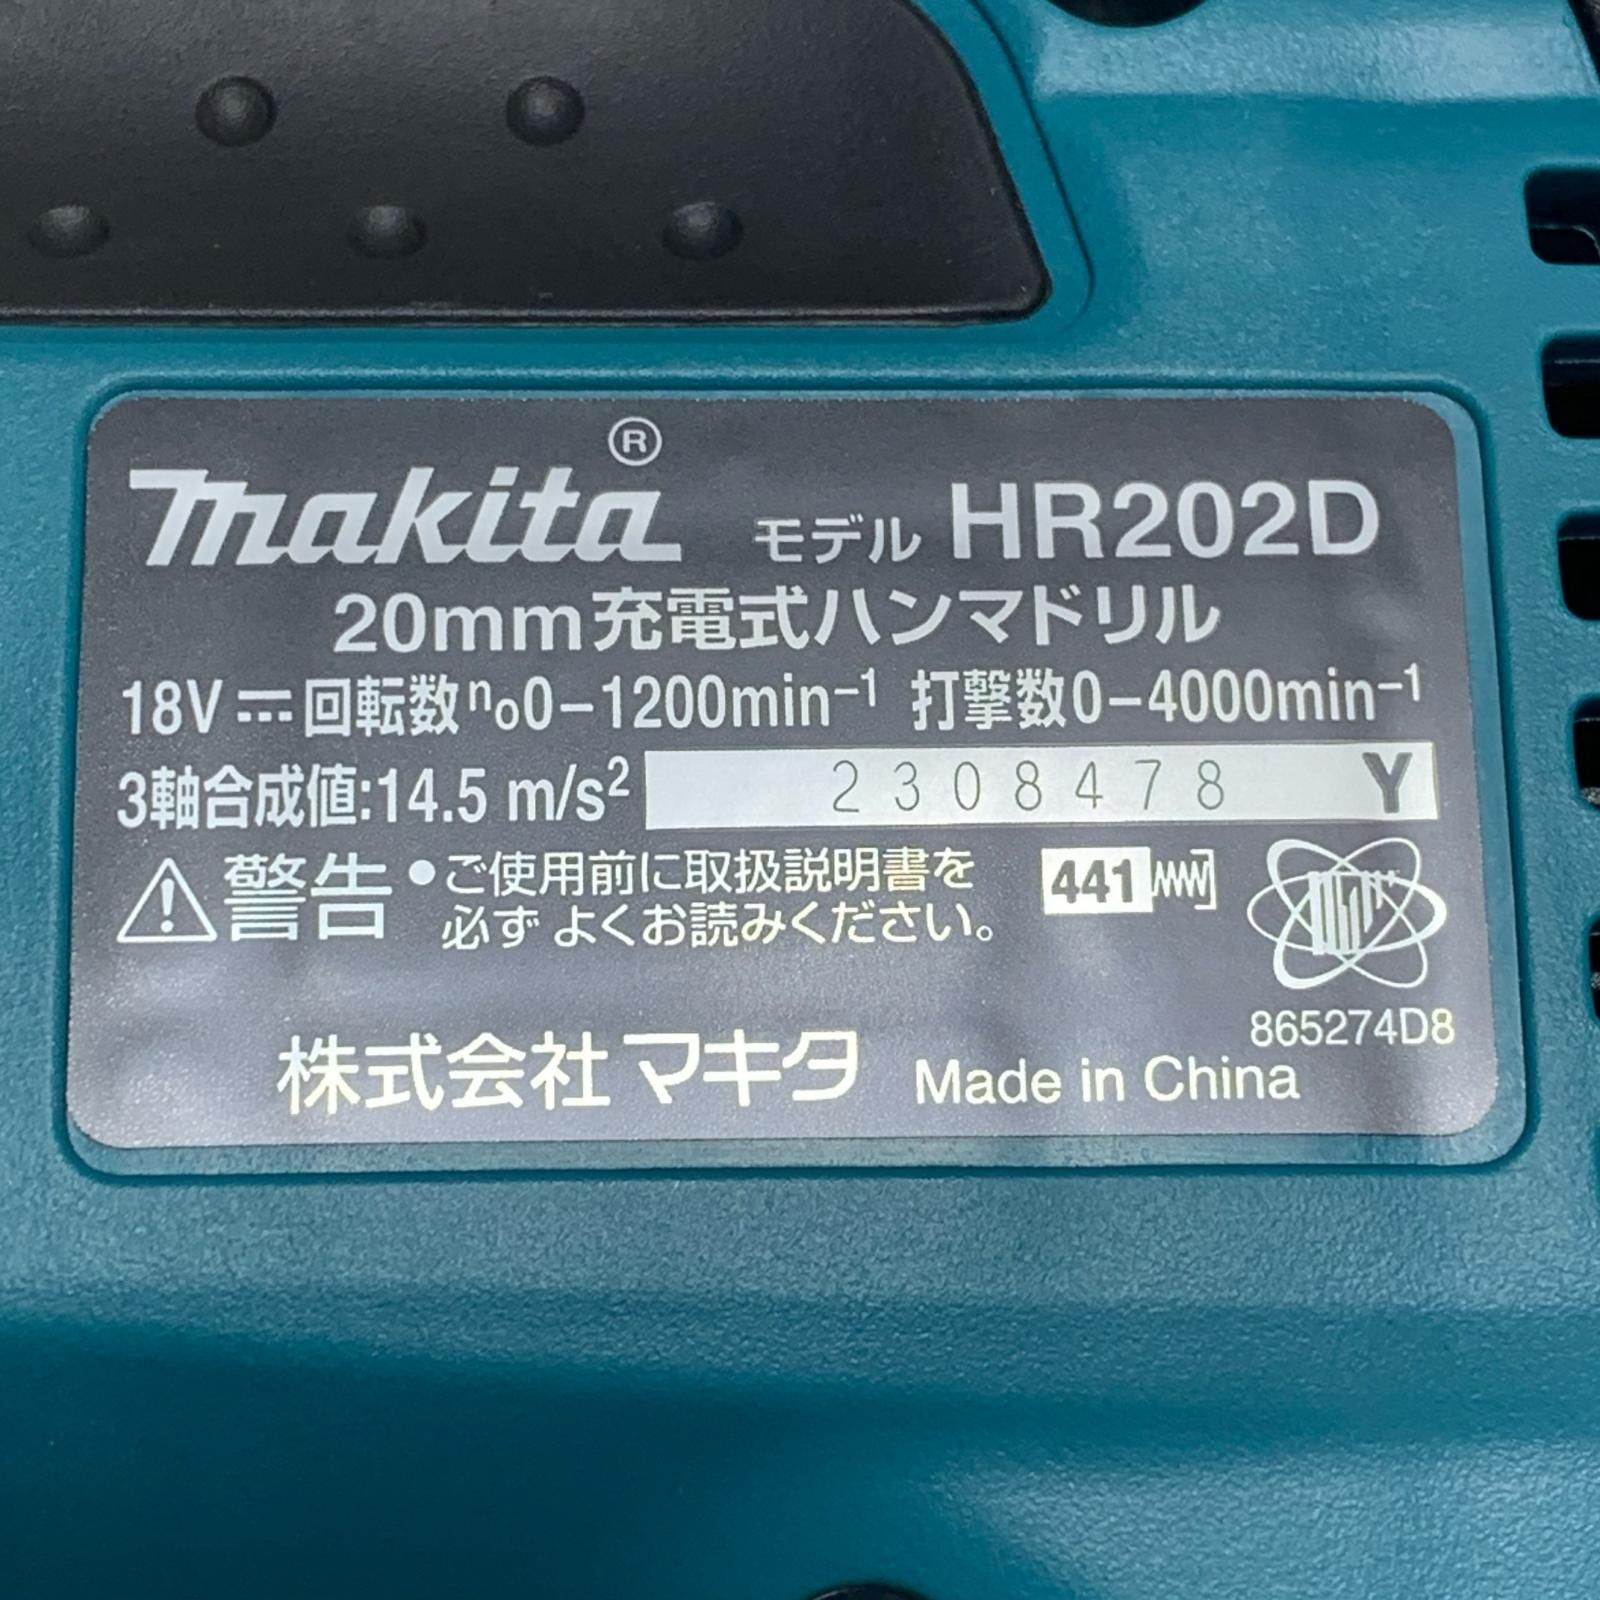 makita® モデル HR202D
20mm充電式ハンマドリル
18V⎓回転数n₀0-1200min⁻¹ 打撃数0-4000min⁻¹
3軸合成値:14.5 m/s² 2308478 Y
⚠警告 •ご使用前に取扱説明書を
必ずよくお読みください。
441
865274D8
株式会社マキタ Made in China